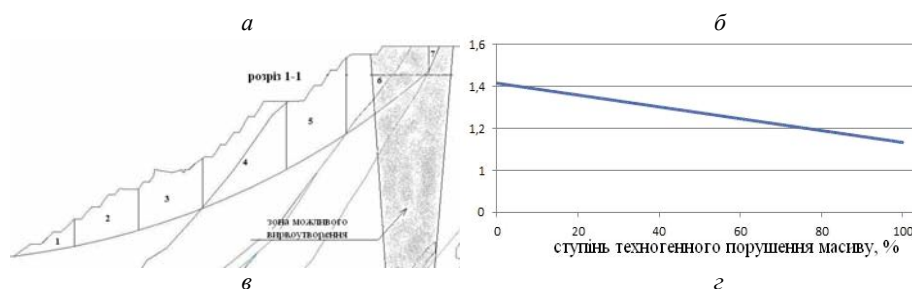 а
б
розріз 1-1
1
2
3
4
5
6
7
зона можливого
вирвоутворення
1,6
1,4
1,2
1
0
0
20
40
60
80
100
ступінь техногенного порушення масиву, %
в
г